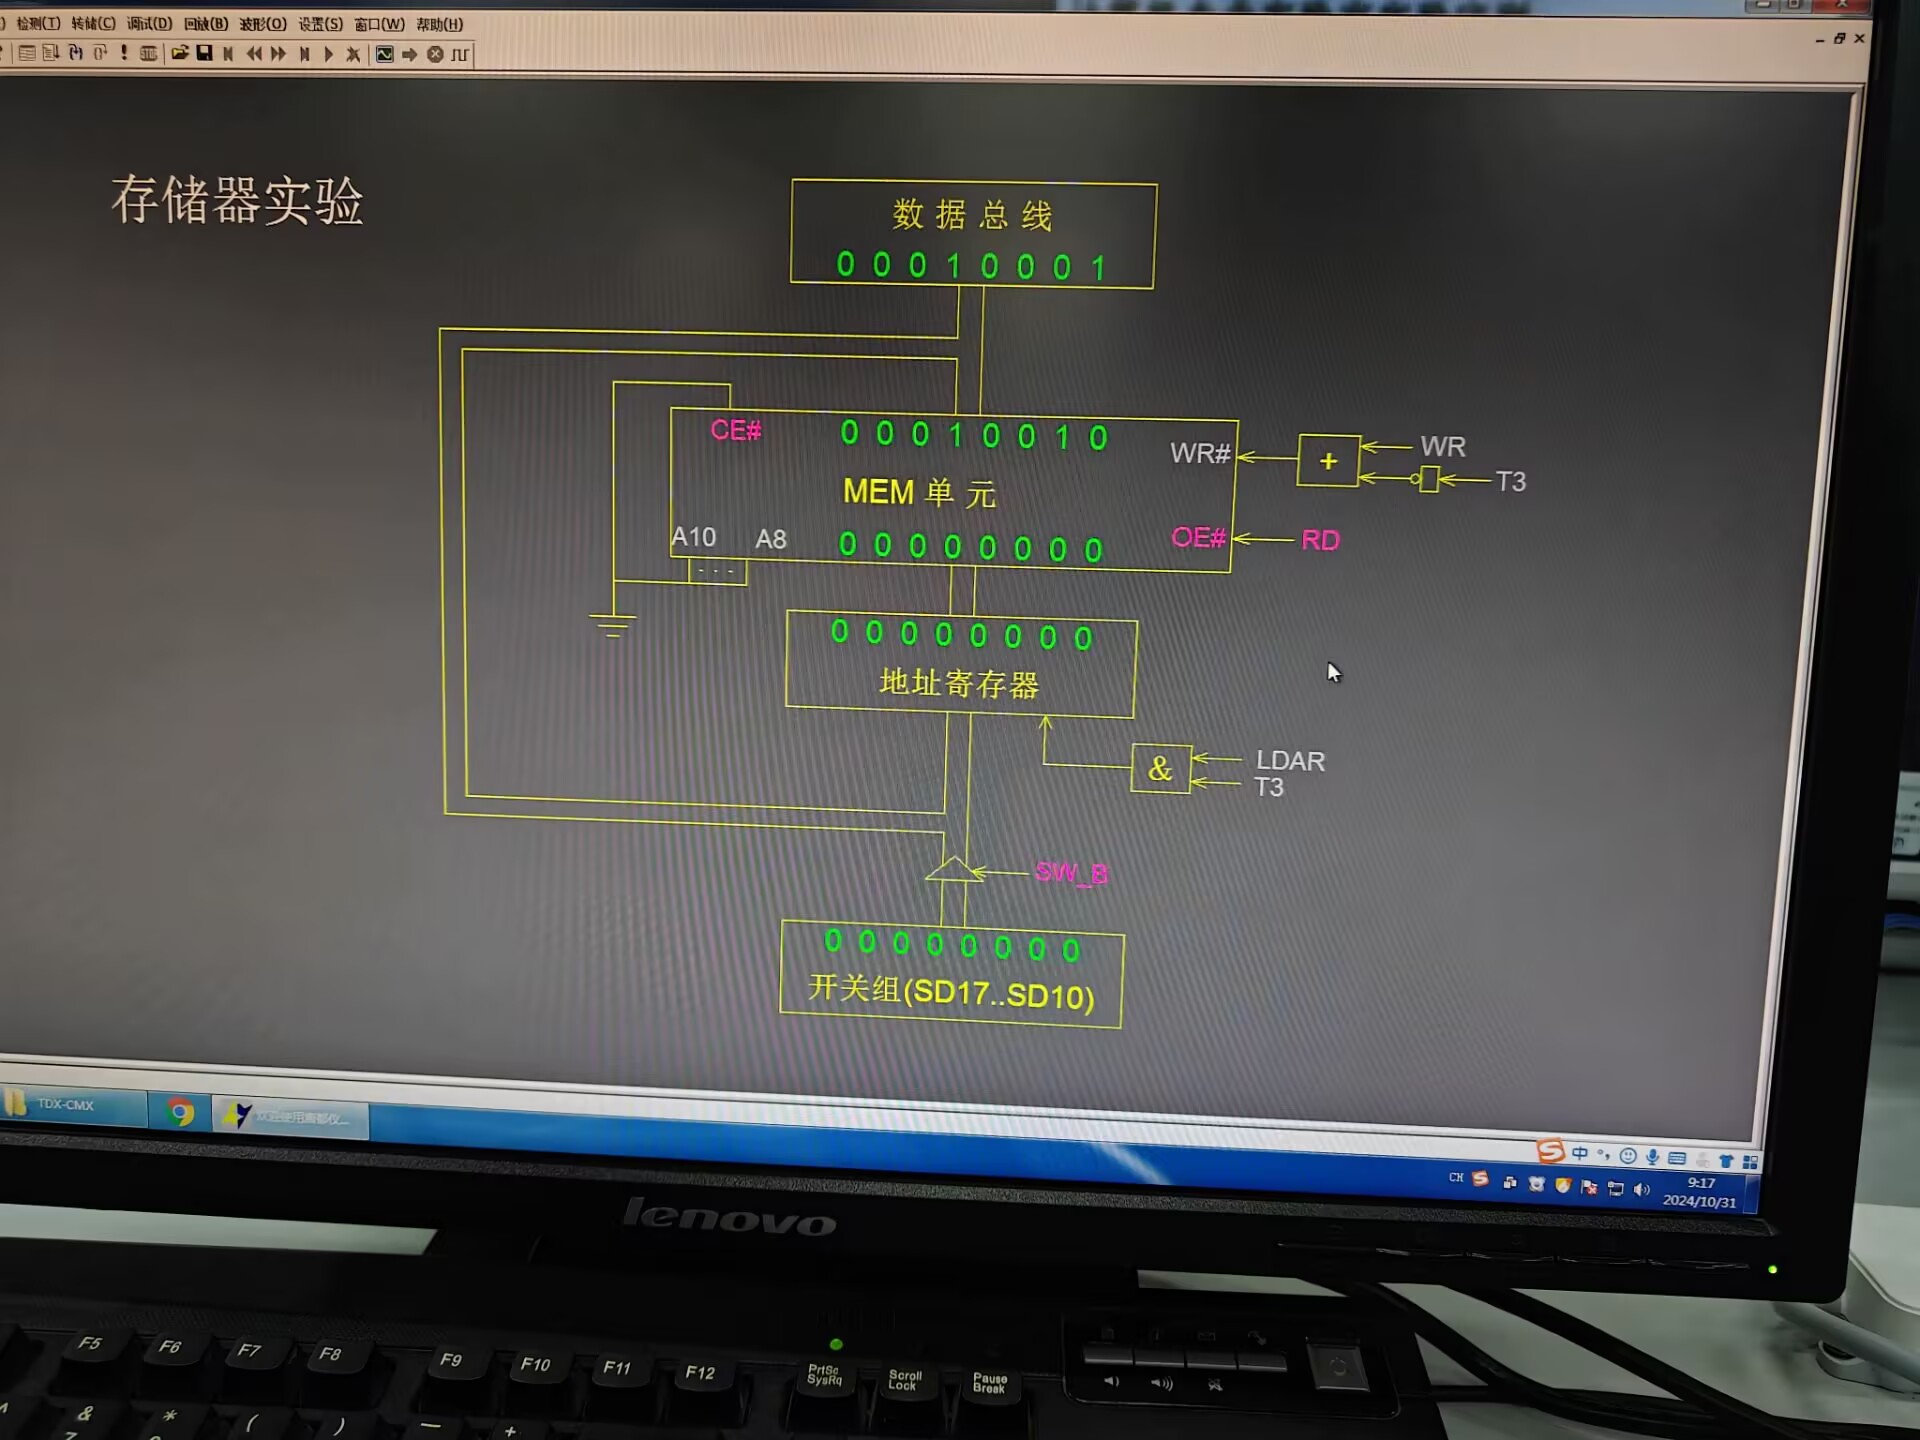 检测(T) 转储(C) 调试(D) 回放(B) 波形(O) 设置(S) 窗口(W) 帮助(H)
存储器实验
数据总线
0 0 0 1 0 0 0 1
CE#
0 0 0 1 0 0 1 0
WR#
+
WR
T3
MEM 单元
A10 A8
0 0 0 0 0 0 0 0
OE#
RD
0 0 0 0 0 0 0 0
地址寄存器
&
LDAR
T3
SW_B
0 0 0 0 0 0 0 0
开关组(SD17..SD10)
TDX-CMX
中
CH
9:17
2024/10/31
lenovo
F5 F6 F7 F8 F9 F10 F11 F12
PrtSc
SysRq
Scroll
Lock
Pause
Break
& * ( )